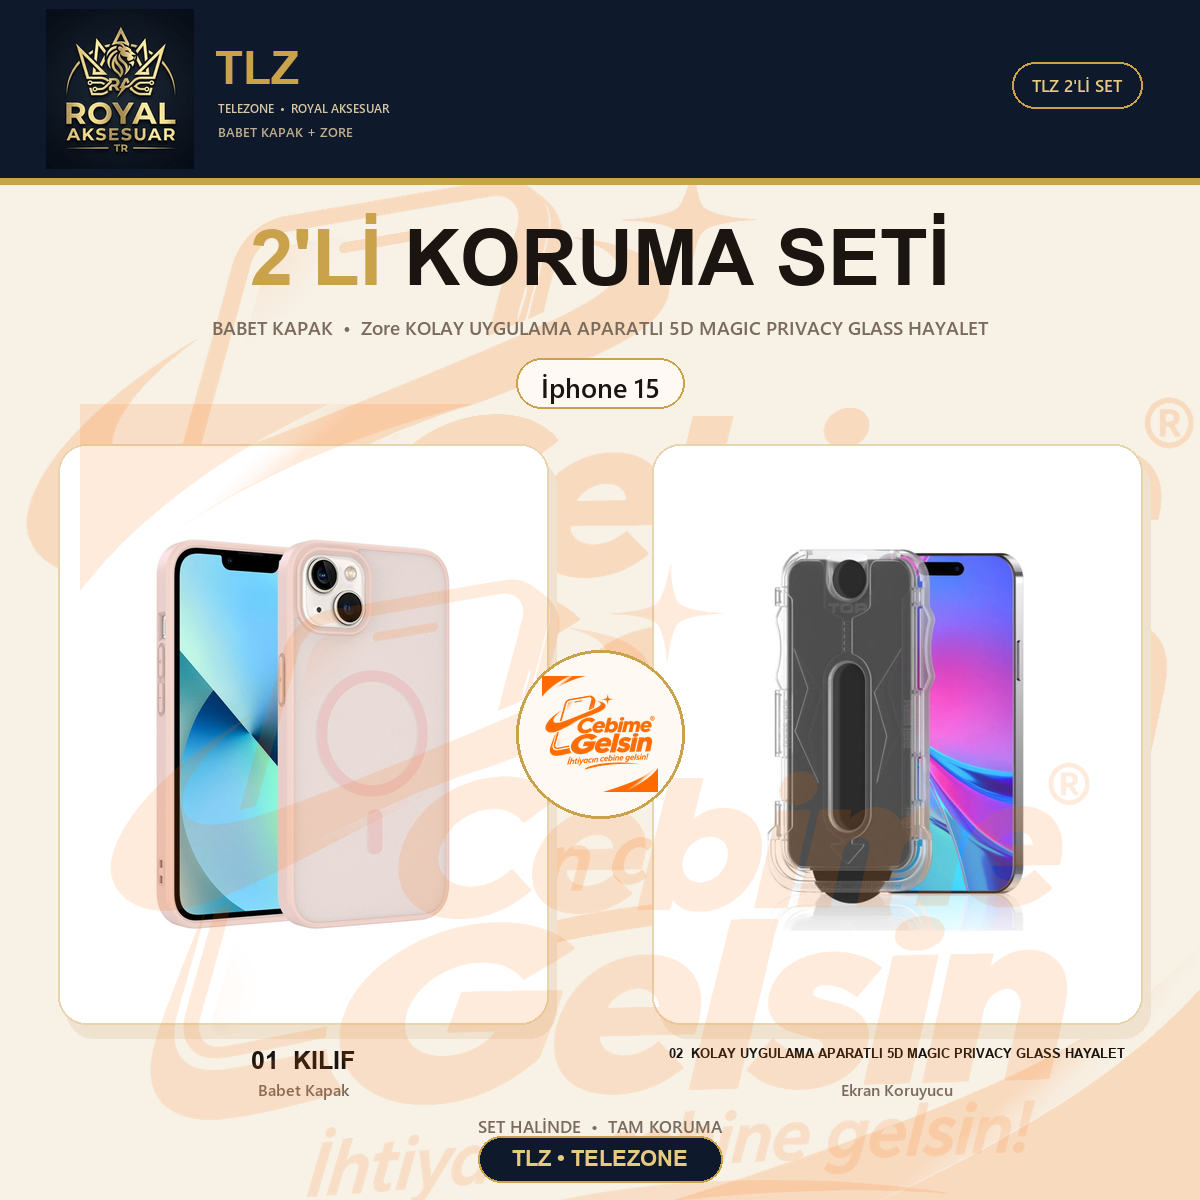 ROYAL
AKSESUAR
TR
TLZ
TELEZONE • ROYAL AKSESUAR
BABET KAPAK + ZORE
TLZ 2'Lİ SET
2'Lİ KORUMA SETİ
BABET KAPAK • Zore KOLAY UYGULAMA APARATLI 5D MAGIC PRIVACY GLASS HAYALET
İphone 15
TOP
Cebime
Gelsin
İhtiyacın cebine gelsin!
Cebime ®
Gelsin
01 KILIF
Babet Kapak
02 KOLAY UYGULAMA APARATLI 5D MAGIC PRIVACY GLASS HAYALET
Ekran Koruyucu
SET HALİNDE • TAM KORUMA
TLZ • TELEZONE